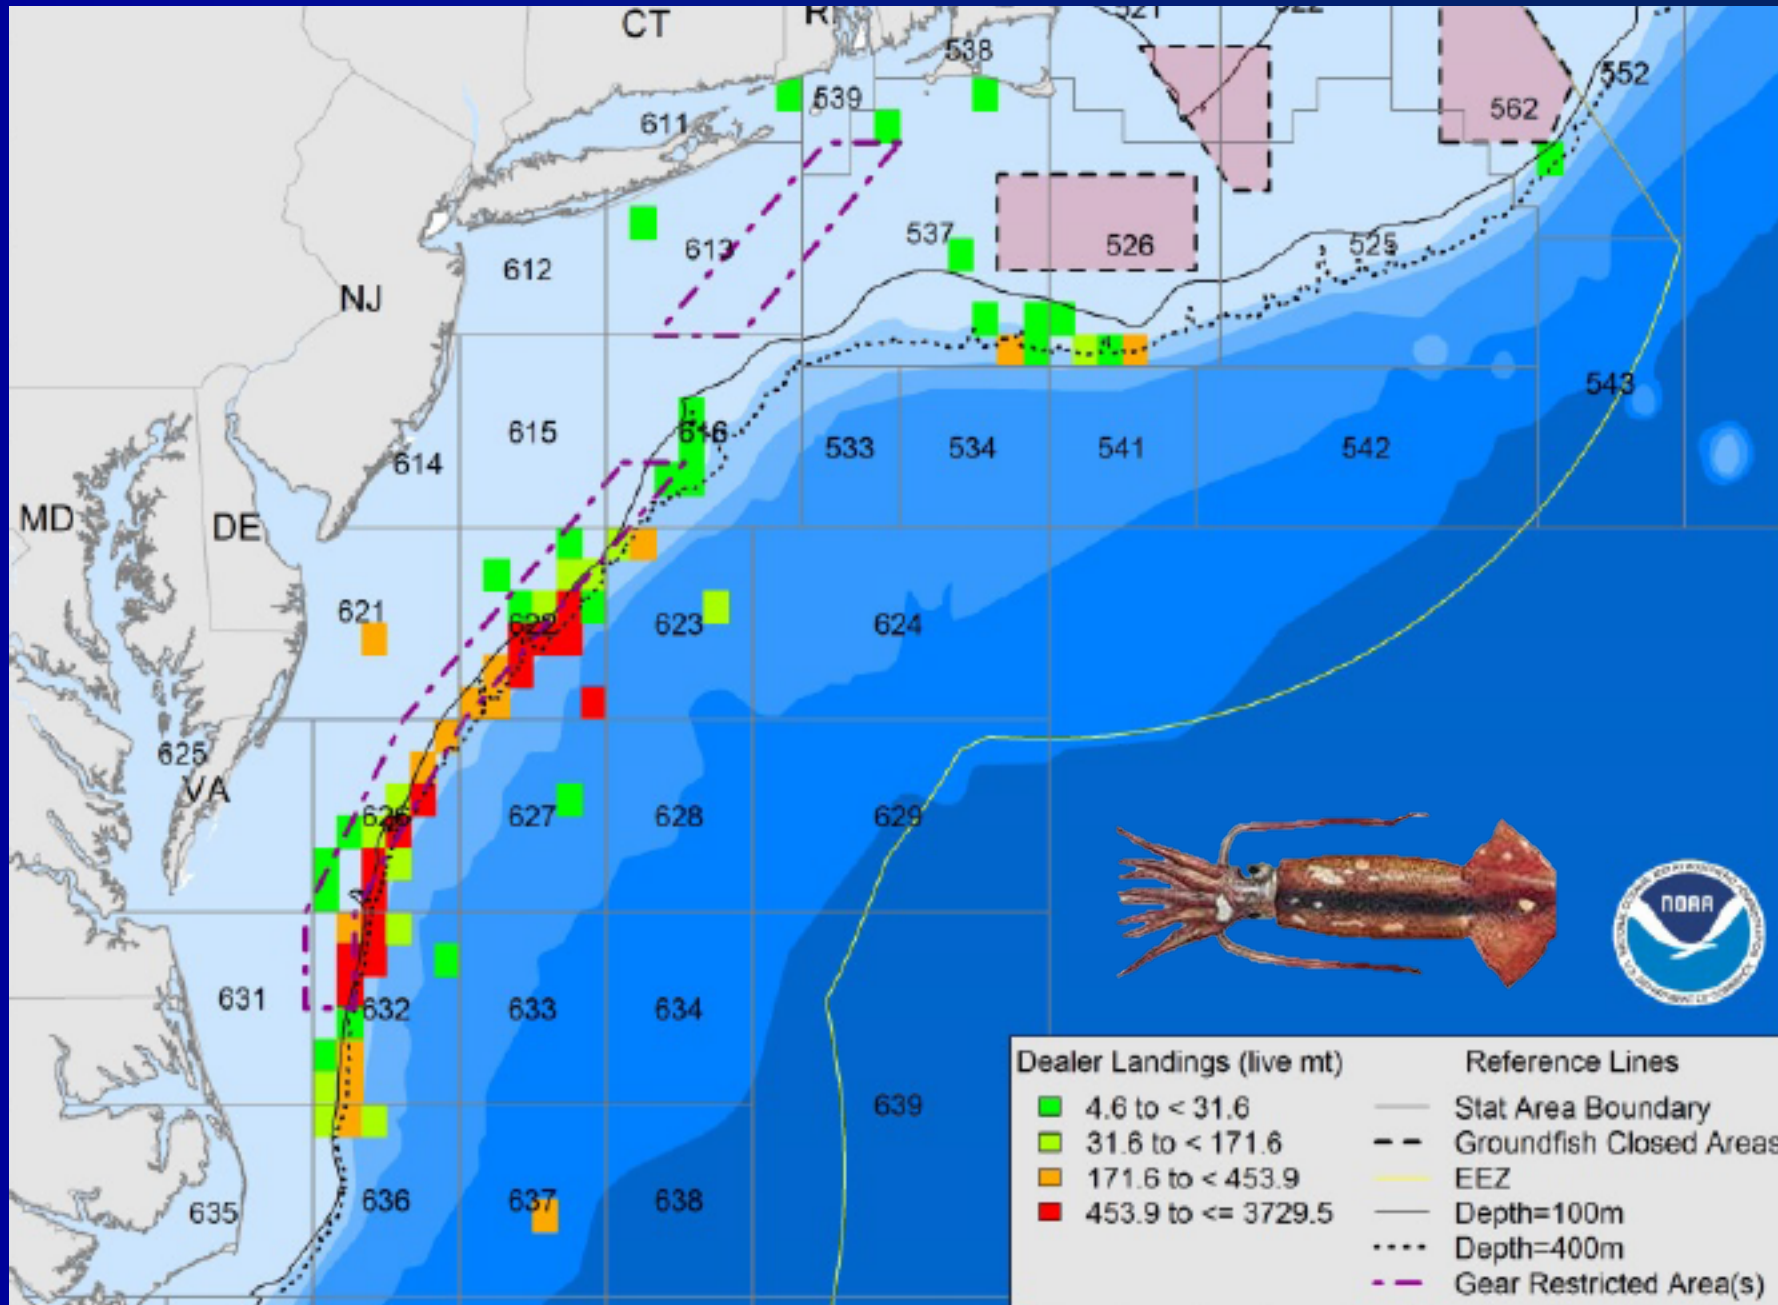 CT
R
521
522
538
552
539
562
611
537
526
525
613
612
NJ
543
615
616
533
534
541
542
614
MD
DE
621
622
623
624
625
VA
626
627
628
629
NOAA
631
632
633
634
639
635
636
637
638
Dealer Landings (live mt)
4.6 to < 31.6
31.6 to < 171.6
171.6 to < 453.9
453.9 to <= 3729.5
Reference Lines
Stat Area Boundary
Groundfish Closed Areas
EEZ
Depth=100m
Depth=400m
Gear Restricted Area(s)